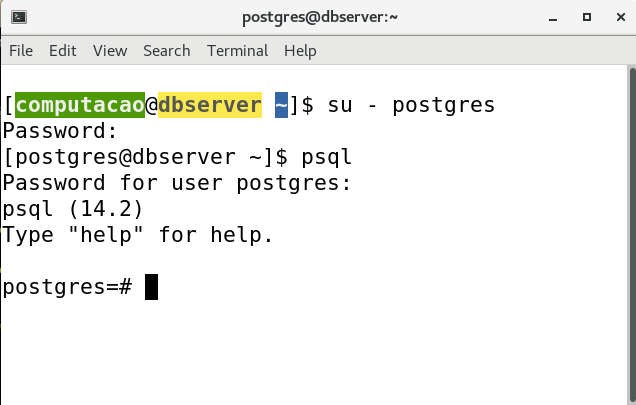 postgres@dbserver:~
File Edit View Search Terminal Help
[computacao@dbserver ~]$ su - postgres
Password:
[postgres@dbserver ~]$ psql
Password for user postgres:
psql (14.2)
Type "help" for help.
postgres=#